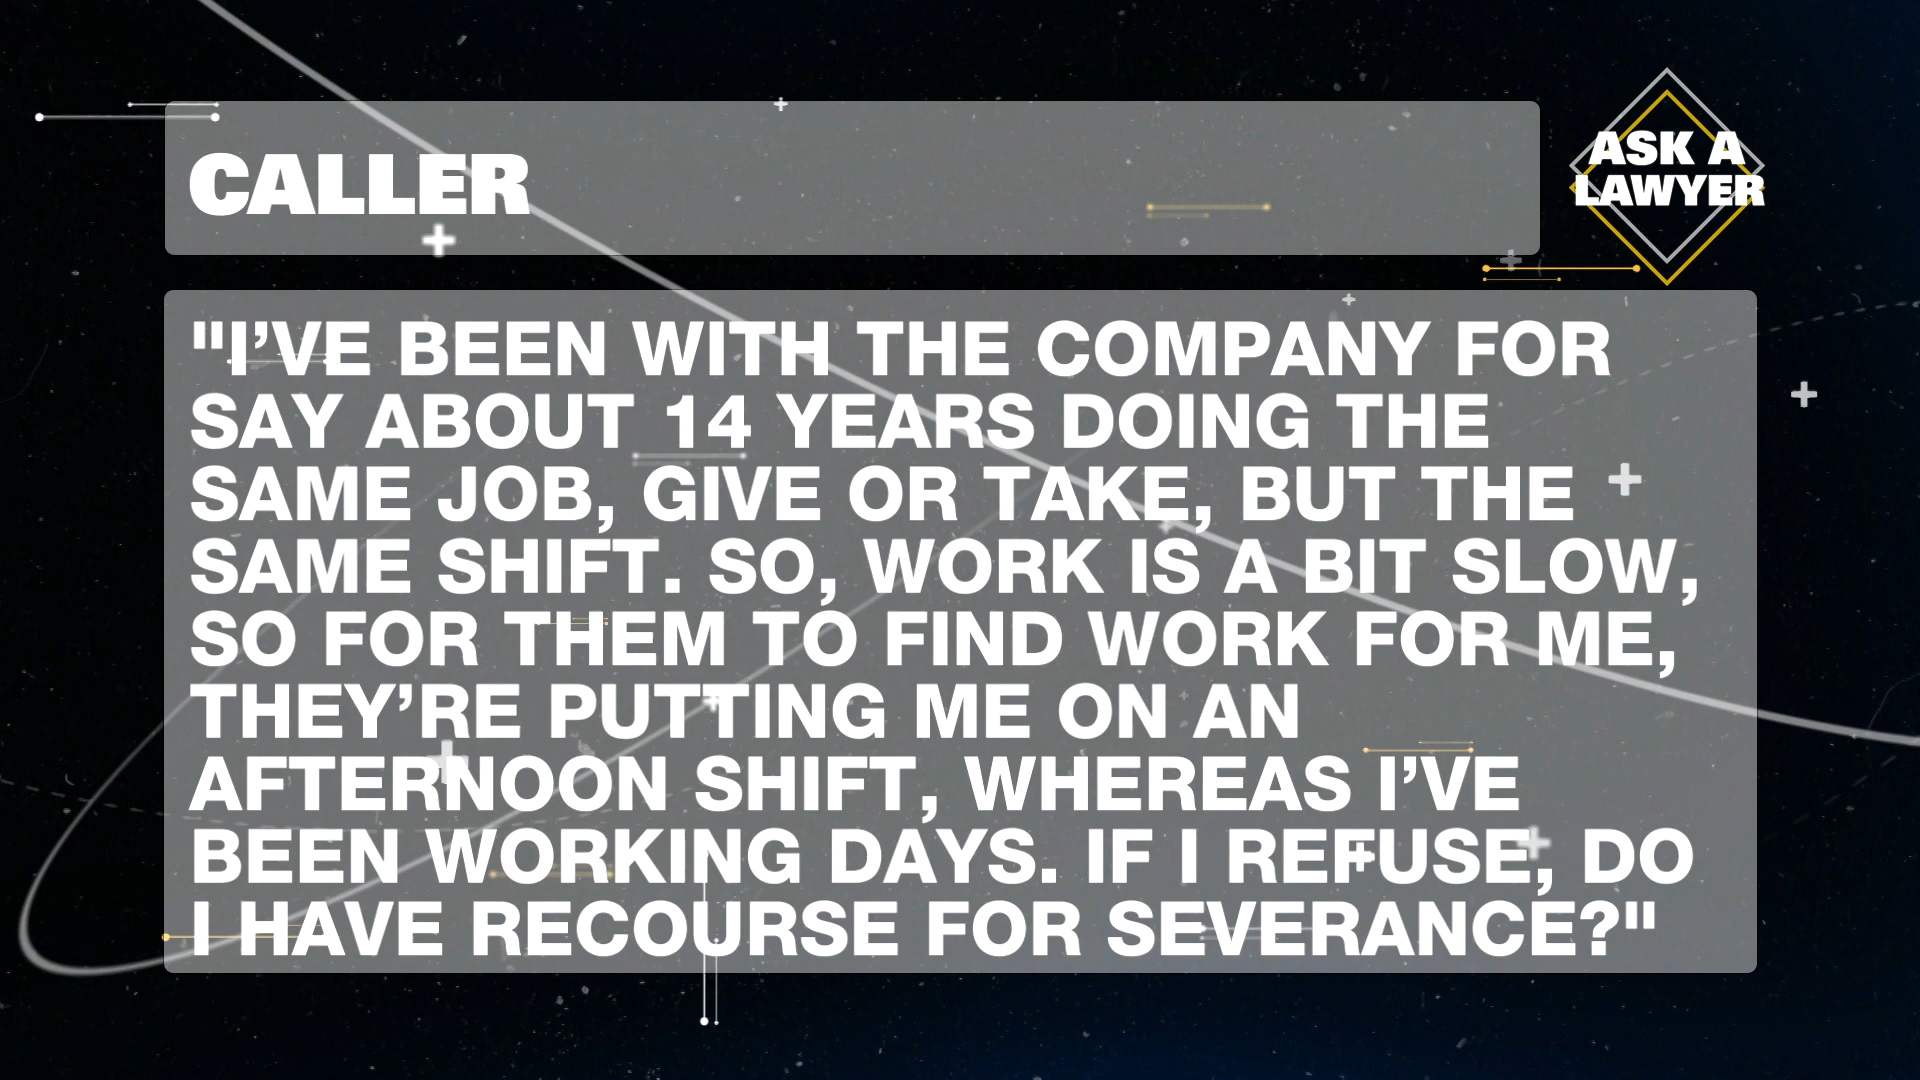 CALLER
ASK A
LAWYER
"I’VE BEEN WITH THE COMPANY FOR
SAY ABOUT 14 YEARS DOING THE
SAME JOB, GIVE OR TAKE, BUT THE
SAME SHIFT. SO, WORK IS A BIT SLOW,
SO FOR THEM TO FIND WORK FOR ME,
THEY’RE PUTTING ME ON AN
AFTERNOON SHIFT, WHEREAS I’VE
BEEN WORKING DAYS. IF I REFUSE, DO
I HAVE RECOURSE FOR SEVERANCE?"